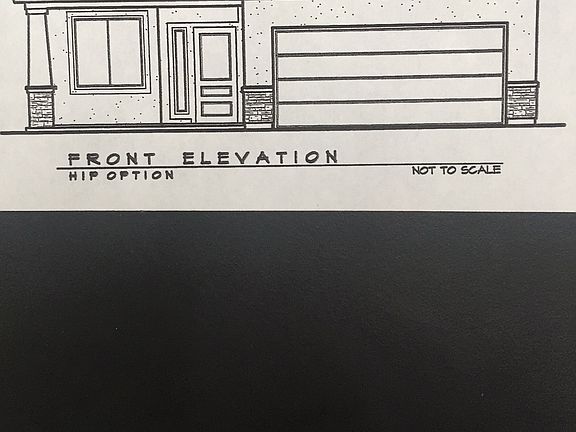 FRONT ELEVATION
HIP OPTION
NOT TO SCALE